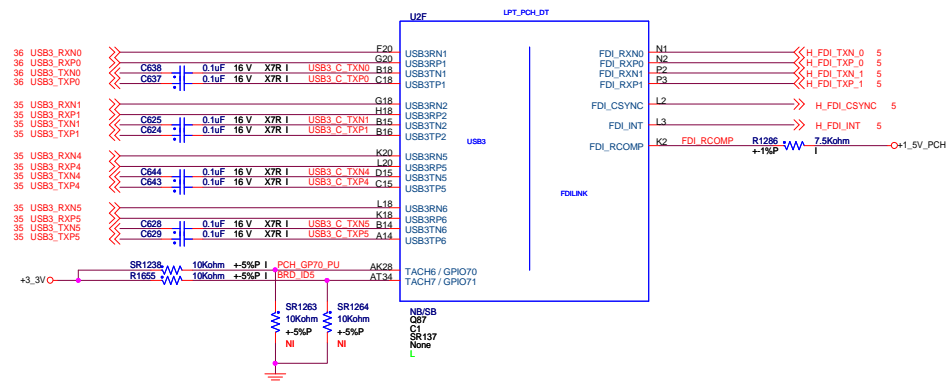 U2F
LPT_PCH_DT
36 USB3_RXN0 F20 USB3RN1 FDI_RXN0 N1 H_FDI_TXN_0 5
36 USB3_RXP0 G20 USB3RP1 FDI_RXP0 N2 H_FDI_TXP_0 5
36 USB3_TXN0 C638 0.1uF 16 V X7R I USB3_C_TXN0 B18 USB3TN1 FDI_RXN1 P2 H_FDI_TXN_1 5
36 USB3_TXP0 C637 0.1uF 16 V X7R I USB3_C_TXP0 C18 USB3TP1 FDI_RXP1 P3 H_FDI_TXP_1 5
35 USB3_RXN1 G18 USB3RN2 FDI_CSYNC L2 H_FDI_CSYNC 5
35 USB3_RXP1 H18 USB3RP2
35 USB3_TXN1 C625 0.1uF 16 V X7R I USB3_C_TXN1 B15 USB3TN2 FDI_INT L3 H_FDI_INT 5
35 USB3_TXP1 C624 0.1uF 16 V X7R I USB3_C_TXP1 B16 USB3TP2
USB3
FDI_RCOMP K2 FDI_RCOMP R1286 7.5Kohm +1_5V_PCH
+-1%P I
35 USB3_RXN4 K20 USB3RN5
35 USB3_RXP4 L20 USB3RP5
35 USB3_TXN4 C644 0.1uF 16 V X7R I USB3_C_TXN4 D15 USB3TN5
35 USB3_TXP4 C643 0.1uF 16 V X7R I USB3_C_TXP4 C15 USB3TP5
FDILINK
35 USB3_RXN5 L18 USB3RN6
35 USB3_RXP5 K18 USB3RP6
35 USB3_TXN5 C628 0.1uF 16 V X7R I USB3_C_TXN5 B14 USB3TN6
35 USB3_TXP5 C629 0.1uF 16 V X7R I USB3_C_TXP5 A14 USB3TP6
SR1238 10Kohm +-5%P I PCH_GP70_PU AK28 TACH6 / GPIO70
+3_3V R1655 10Kohm +-5%P I BRD_ID5 AT34 TACH7 / GPIO71
SR1263
10Kohm
+-5%P
NI
SR1264
10Kohm
+-5%P
NI
NB/SB
Q87
C1
SR137
None
L